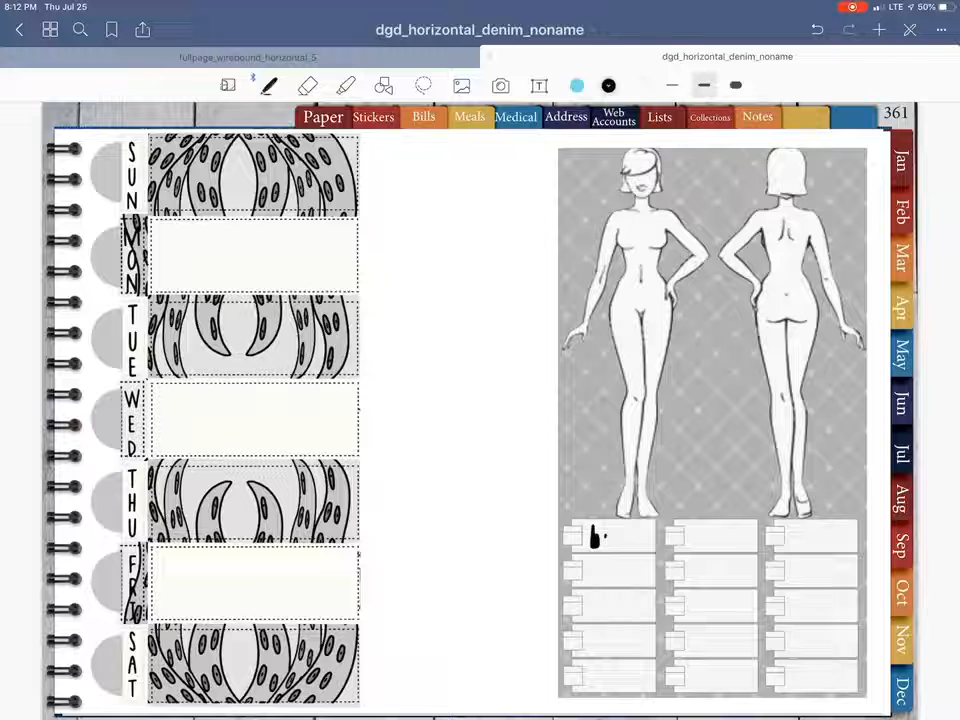 8:12 PM Thu Jul 25
LTE 50%
dgd_horizontal_denim_noname
fullpage_wirebound_horizontal_5
dgd_horizontal_denim_noname
Paper Stickers Bills Meals Medical Address Web Accounts Lists Collections Notes
361
SUN
MON
TUE
WED
THU
FRI
SAT
Jan
Feb
Mar
Apr
May
Jun
Jul
Aug
Sep
Oct
Nov
Dec